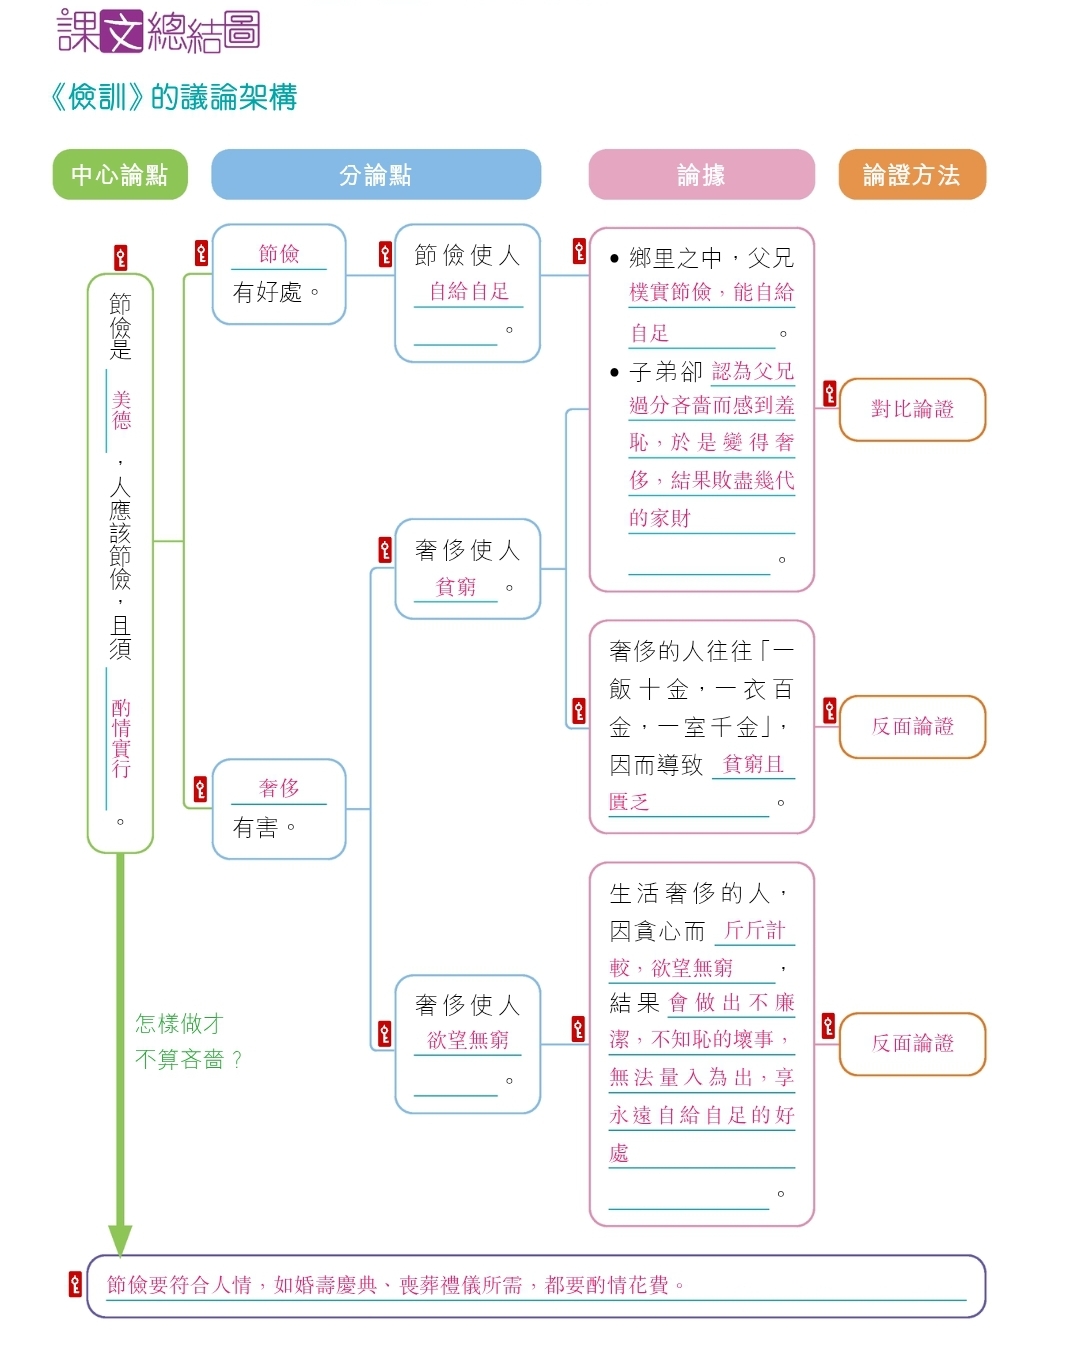 課文總結圖
《儉訓》的議論架構
中心論點
分論點
論據
論證方法
節儉是
美德
，人應該節儉，且須
酌情實行
。
節儉
有好處。
節儉使人
自給自足
。
• 鄉里之中，父兄
樸實節儉，能自給
自足。
• 子弟卻認為父兄
過分吝嗇而感到羞
恥，於是變得奢
侈，結果敗盡幾代
的家財
。
對比論證
奢侈使人
貧窮。
奢侈的人往往「一
飯十金，一衣百
金，一室千金」，
因而導致貧窮且
匱乏。
反面論證
奢侈
有害。
奢侈使人
欲望無窮
。
生活奢侈的人，
因貪心而斤斤計
較，欲望無窮，
結果會做出不廉
潔，不知恥的壞事，
無法量入為出，享
永遠自給自足的好
處
。
反面論證
怎樣做才
不算吝嗇？
節儉要符合人情，如婚壽慶典、喪葬禮儀所需，都要酌情花費。